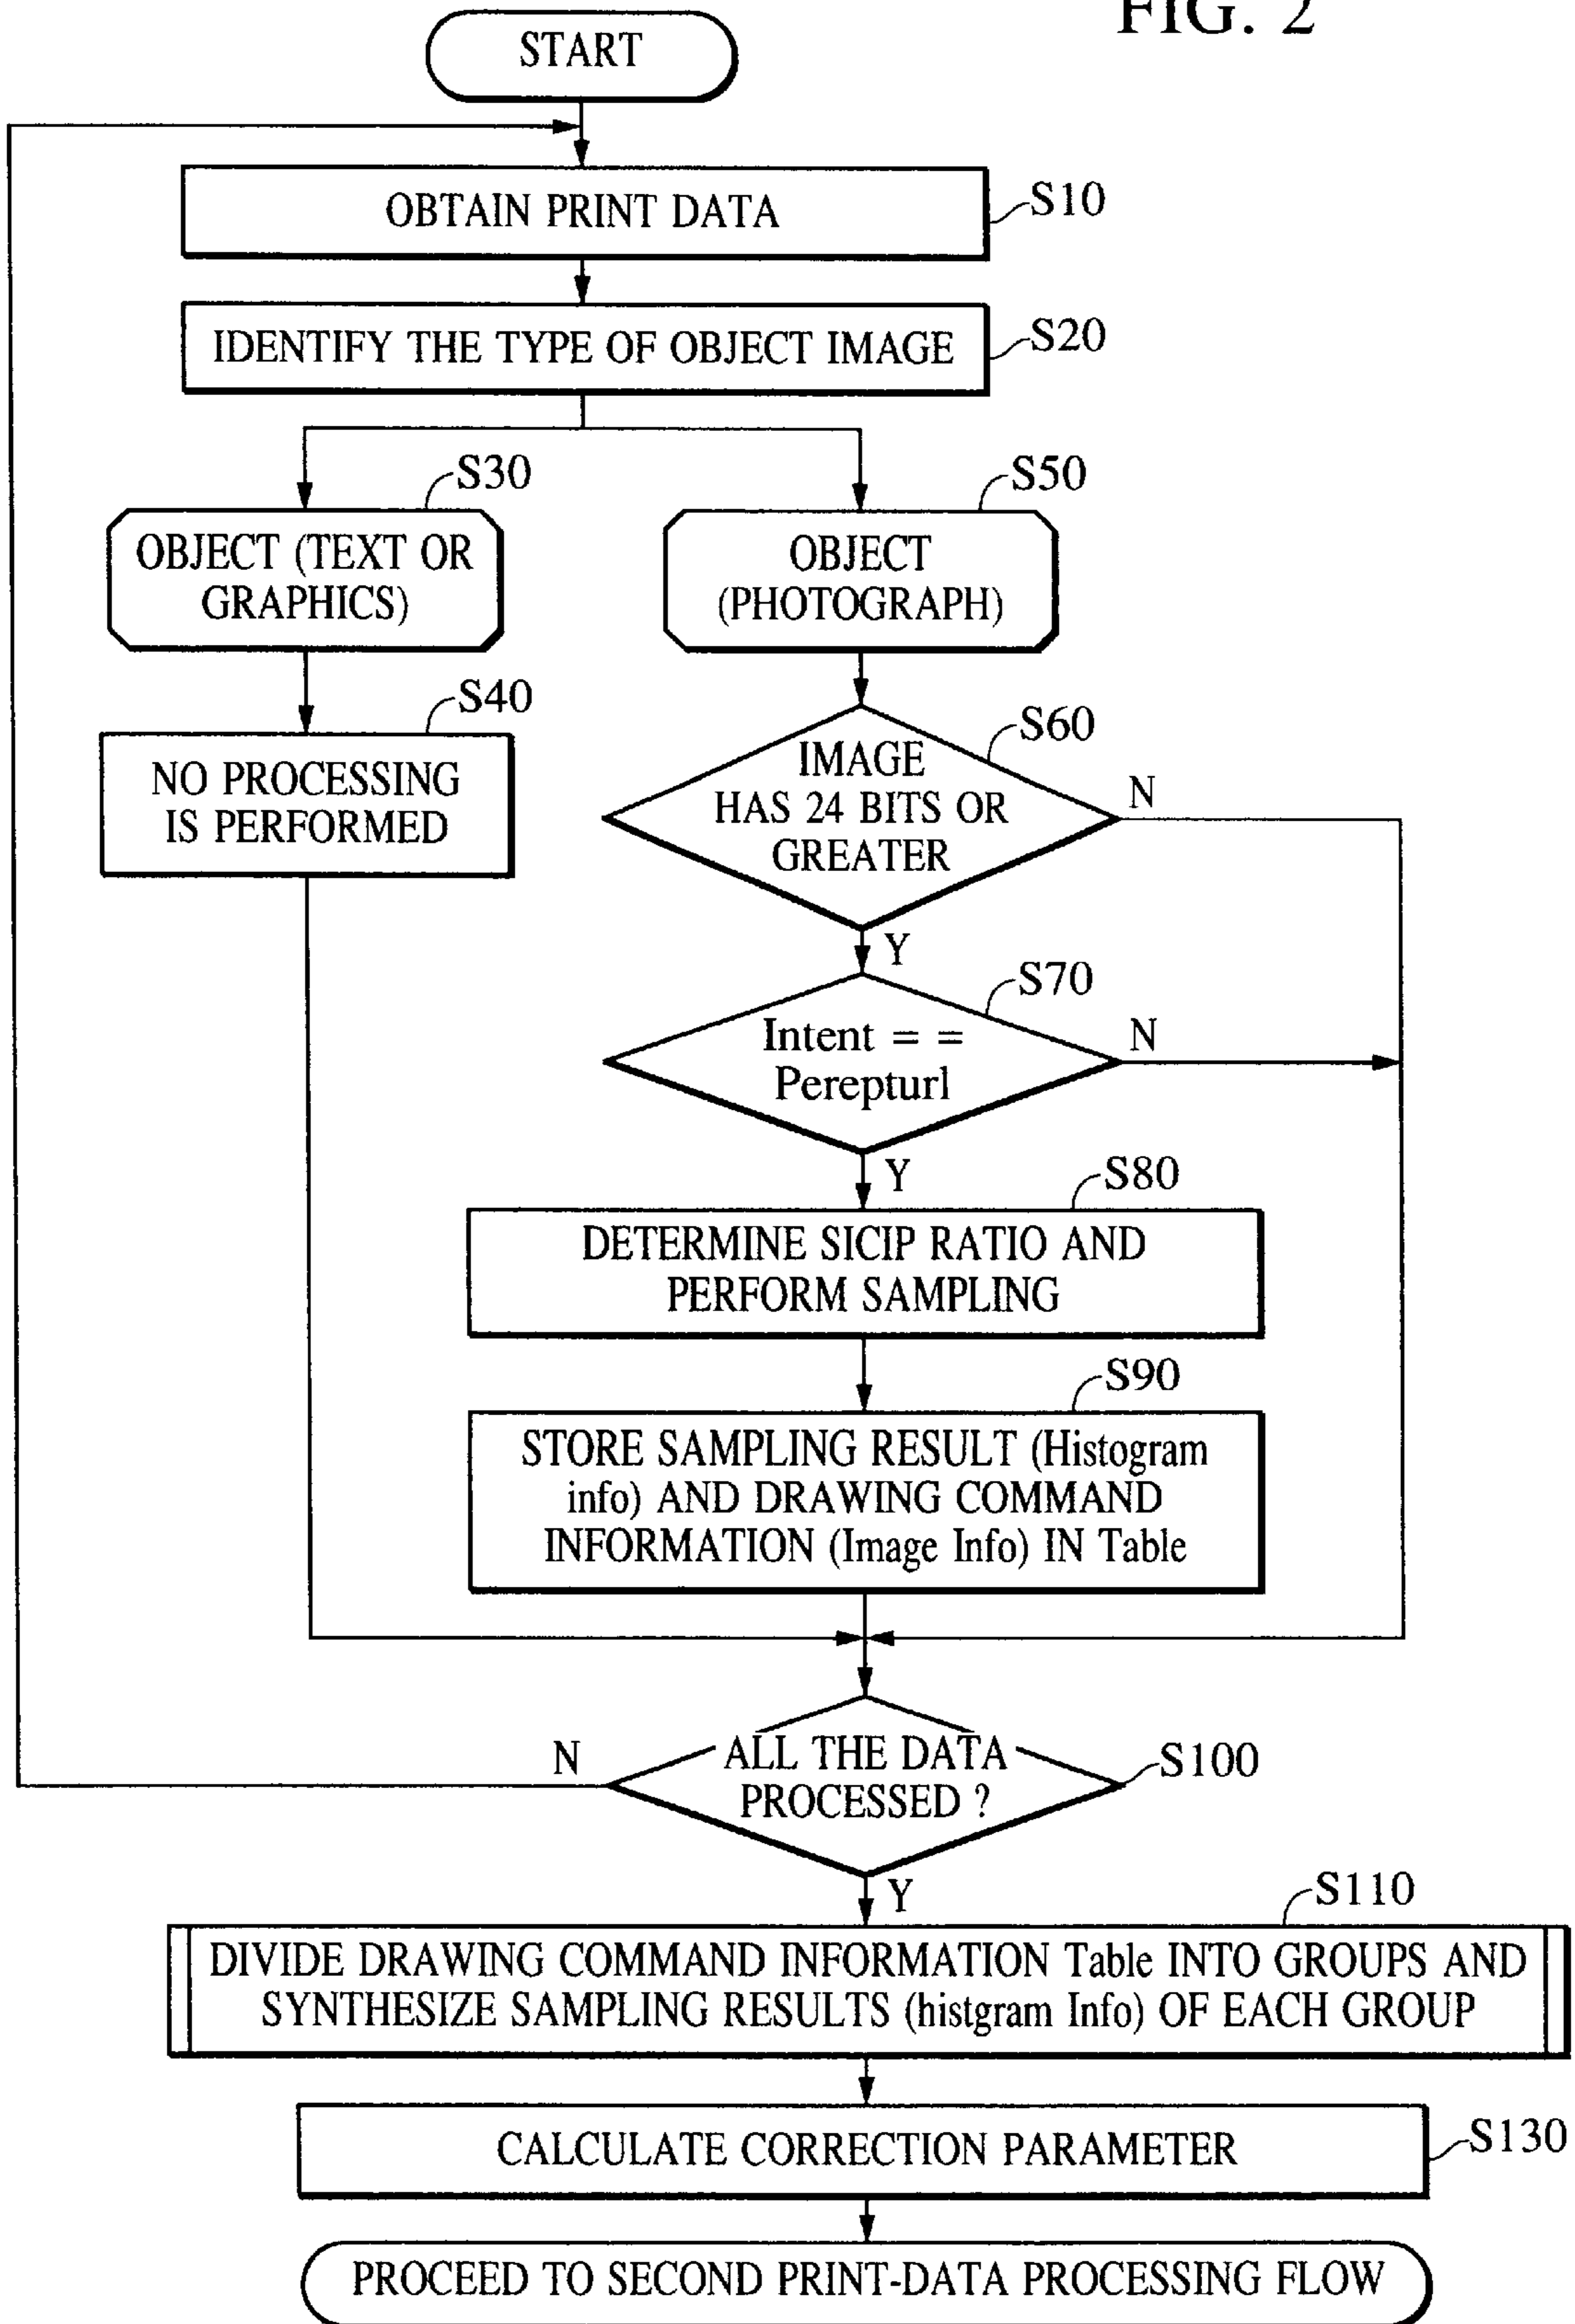 FIG. 2
START
OBTAIN PRINT DATA
S10
IDENTIFY THE TYPE OF OBJECT IMAGE
S20
S30
OBJECT (TEXT OR
GRAPHICS)
S40
NO PROCESSING
IS PERFORMED
S50
OBJECT
(PHOTOGRAPH)
S60
IMAGE
HAS 24 BITS OR
GREATER
N
Y
S70
Intent = =
Perepturl
N
Y
S80
DETERMINE SICIP RATIO AND
PERFORM SAMPLING
S90
STORE SAMPLING RESULT (Histogram
info) AND DRAWING COMMAND
INFORMATION (Image Info) IN Table
N
ALL THE DATA
PROCESSED ?
S100
Y
S110
DIVIDE DRAWING COMMAND INFORMATION Table INTO GROUPS AND
SYNTHESIZE SAMPLING RESULTS (histgram Info) OF EACH GROUP
CALCULATE CORRECTION PARAMETER
S130
PROCEED TO SECOND PRINT-DATA PROCESSING FLOW